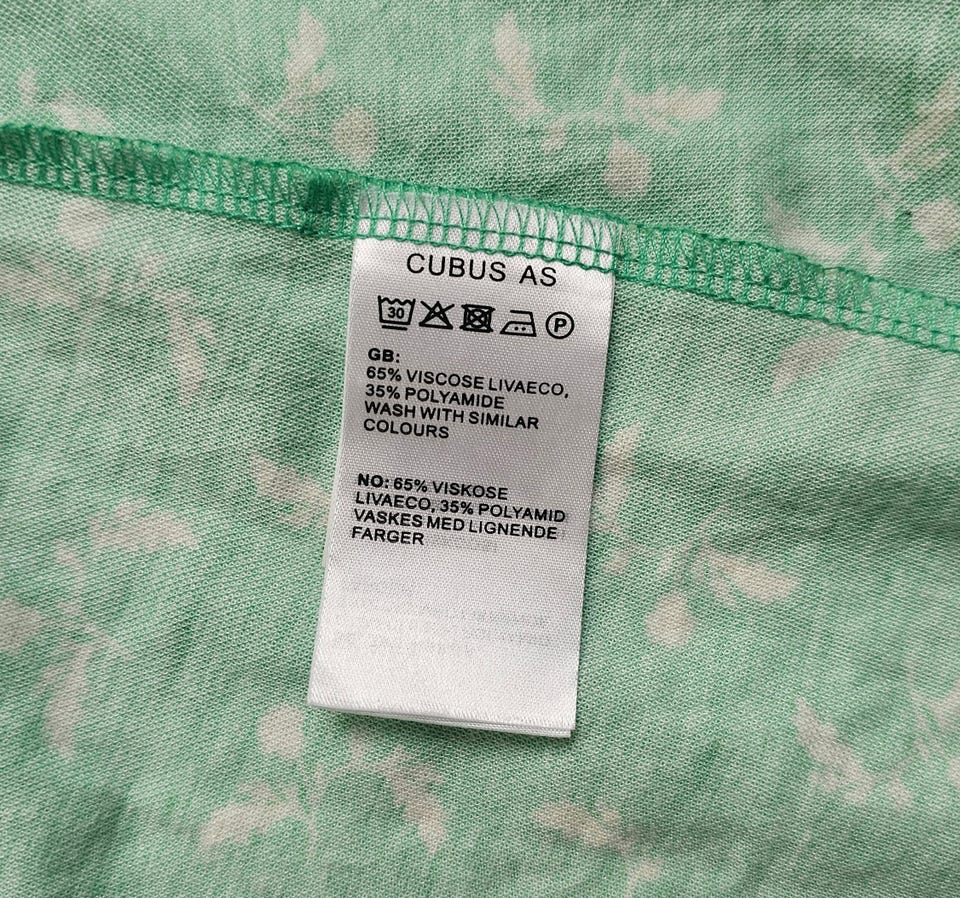 CUBUS AS
30 P
GB:
65% VISCOSE LIVAECO,
35% POLYAMIDE
WASH WITH SIMILAR
COLOURS
NO: 65% VISKOSE
LIVAECO, 35% POLYAMID
VASKES MED LIGNENDE
FARGER